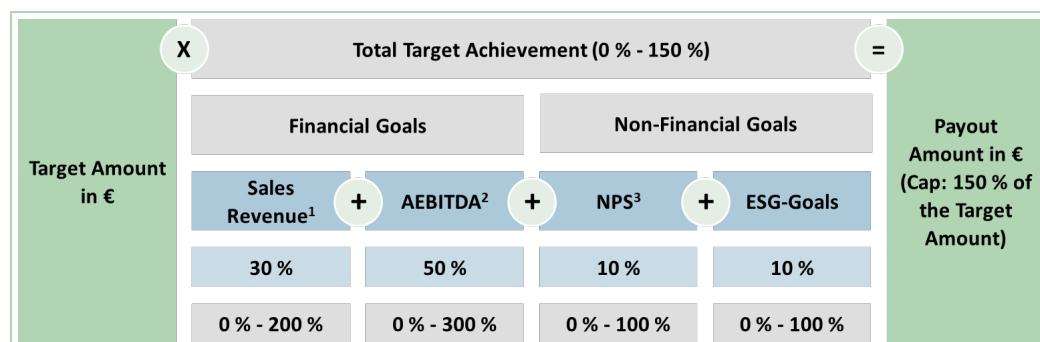 X
Total Target Achievement (0 % - 150 %)
=
Financial Goals
Non-Financial Goals
Target Amount
in €
Sales
Revenue¹
+
AEBITDA²
+
NPS³
+
ESG-Goals
Payout
Amount in €
(Cap: 150 % of
the Target
Amount)
30 %
50 %
10 %
10 %
0 % - 200 %
0 % - 300 %
0 % - 100 %
0 % - 100 %